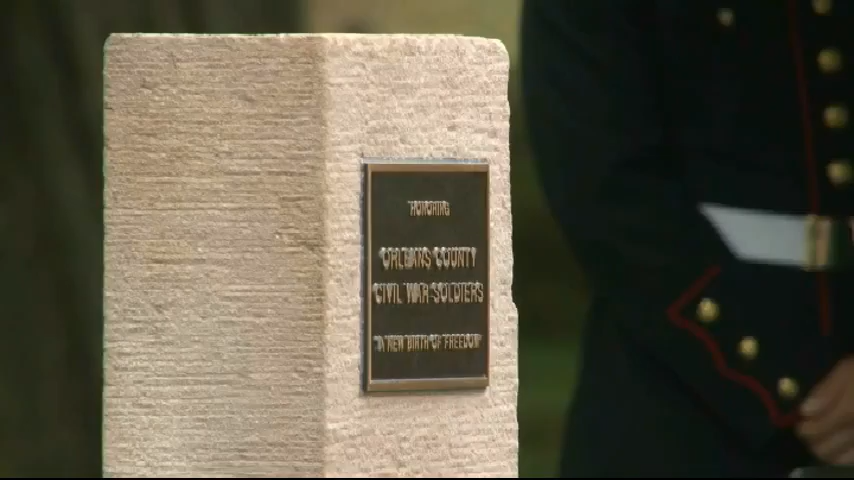 HONORING
ORLEANS COUNTY
CIVIL WAR SOLDIERS
"A NEW BIRTH OF FREEDOM"